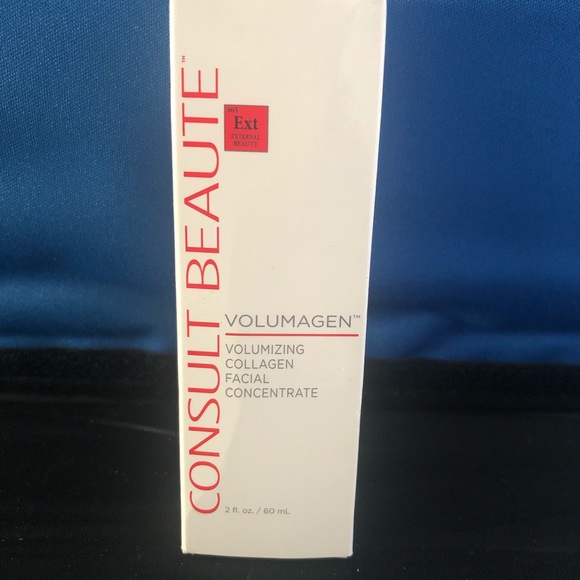 CONSULT BEAUTE™
Ext
EXTERNAL
BEAUTY
VOLUMAGEN™
VOLUMIZING
COLLAGEN
FACIAL
CONCENTRATE
2 fl. oz. / 60 mL